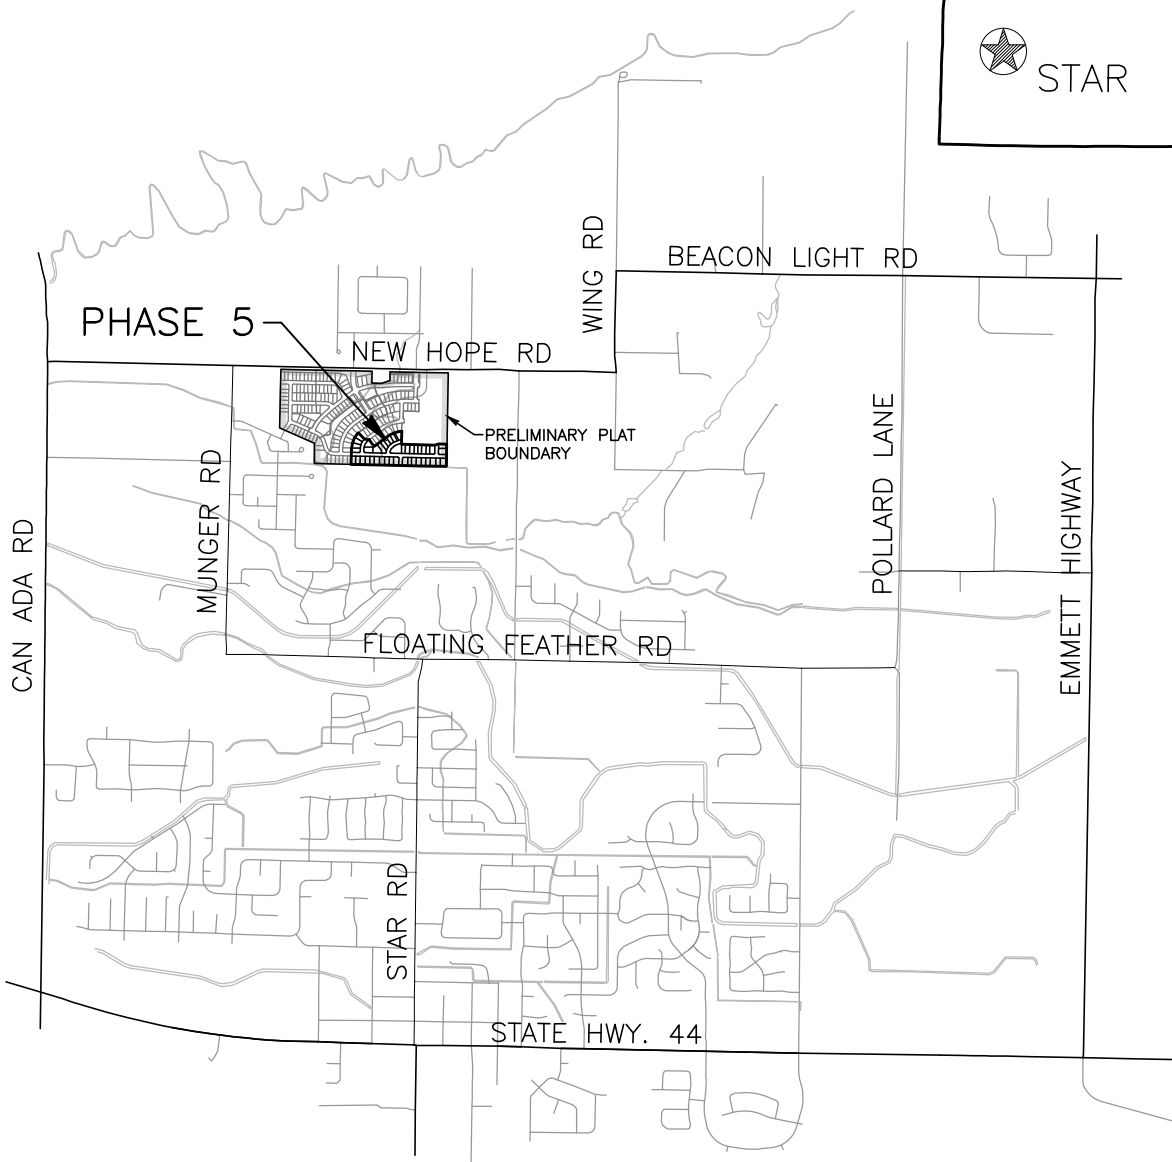 STAR
WING RD
BEACON LIGHT RD
PHASE 5
NEW HOPE RD
PRELIMINARY PLAT
BOUNDARY
POLLARD LANE
MUNGER RD
EMMETT HIGHWAY
CAN ADA RD
FLOATING FEATHER RD
STAR RD
STATE HWY. 44